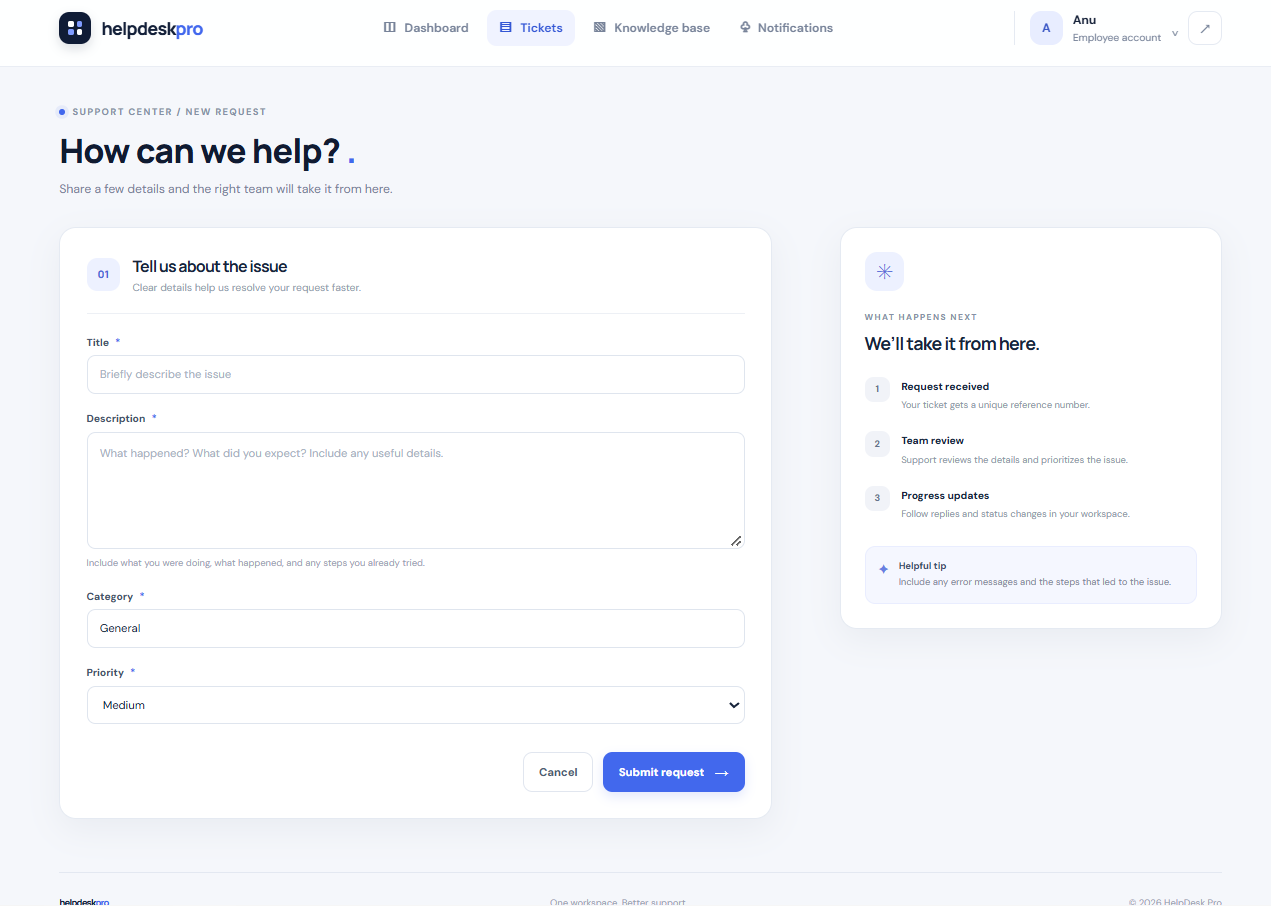 helpdeskpro
Dashboard
Tickets
Knowledge base
Notifications
A
Anu
Employee account
SUPPORT CENTER / NEW REQUEST
How can we help? .
Share a few details and the right team will take it from here.
01
Tell us about the issue
Clear details help us resolve your request faster.
Title *
Briefly describe the issue
Description *
What happened? What did you expect? Include any useful details.
Include what you were doing, what happened, and any steps you already tried.
Category *
General
Priority *
Medium
Cancel
Submit request →
WHAT HAPPENS NEXT
We’ll take it from here.
1
Request received
Your ticket gets a unique reference number.
2
Team review
Support reviews the details and prioritizes the issue.
3
Progress updates
Follow replies and status changes in your workspace.
Helpful tip
Include any error messages and the steps that led to the issue.
helpdeskpro
One workspace. Better support.
© 2026 HelpDesk Pro